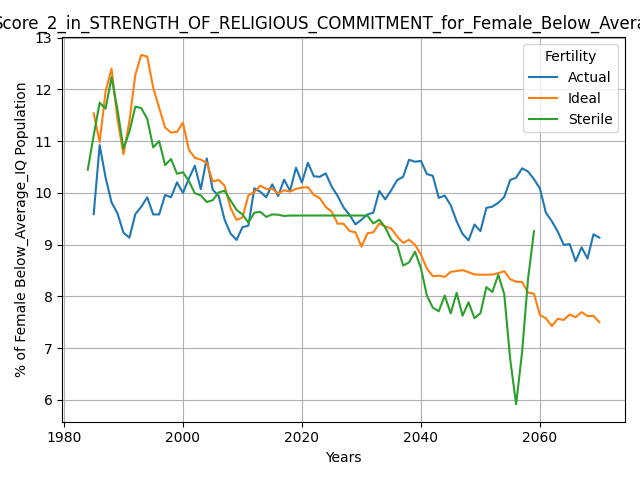 Score_2_in_STRENGTH_OF_RELIGIOUS_COMMITMENT_for_Female_Below_Avera
% of Female Below_Average_IQ Population
13
12
11
10
9
8
7
6
Fertility
Actual
Ideal
Sterile
1980
2000
2020
2040
2060
Years